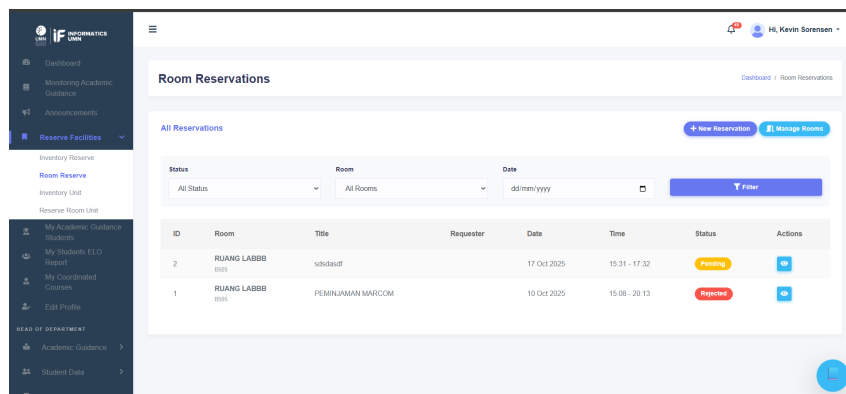 UMN
INFORMATICS
UMN
Hi, Kevin Sorensen
Dashboard
Monitoring Academic
Guidance
Announcements
Reserve Facilities
Inventory Reserve
Room Reserve
Inventory Unit
Reserve Room Unit
My Academic Guidance
Students
My Students ELO
Report
My Coordinated
Courses
Edit Profile
HEAD OF DEPARTMENT
Academic Guidance
Student Data
Room Reservations
Dashboard / Room Reservations
All Reservations
+ New Reservation
Manage Rooms
Status Room Date
All Status All Rooms dd/mm/yyyy Filter
ID Room Title Requester Date Time Status Actions
2 RUANG LABBB sdsdasdf 17 Oct 2025 15:31 - 17:32 Pending
1 RUANG LABBB PEMINJAMAN MARCOM 10 Oct 2025 15:08 - 20:13 Rejected